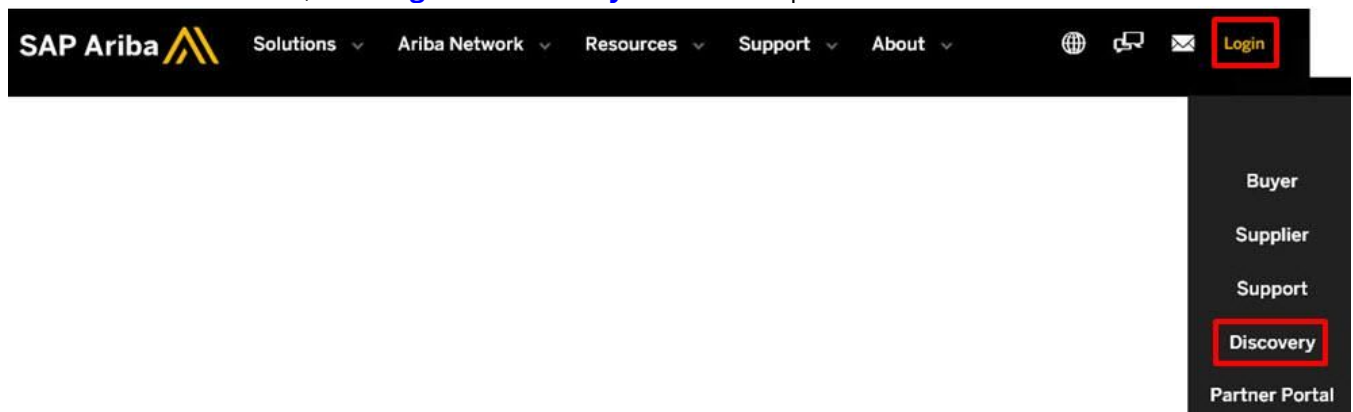 SAP Ariba Solutions Ariba Network Resources Support About Login
Buyer
Supplier
Support
Discovery
Partner Portal